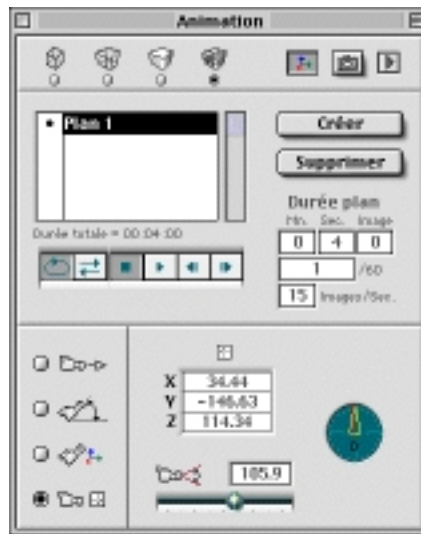 Animation
Plan 1
Créer
Supprimer
Durée totale = 00:04:00
Durée plan
Mn. Sec. Image
0 4 0
1 /60
15 Images/Sec.
X 34.44
Y -146.63
Z 114.34
105.9